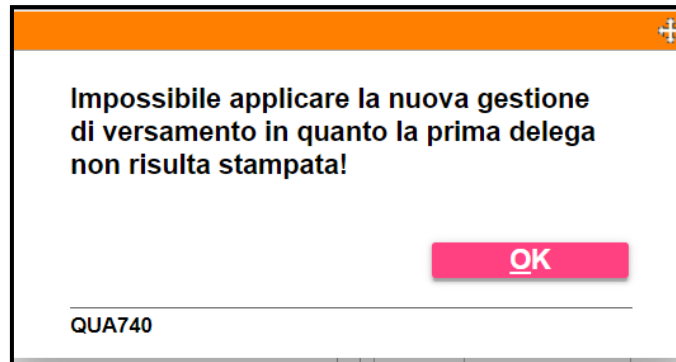 Impossibile applicare la nuova gestione
di versamento in quanto la prima delega
non risulta stampata!
OK
QUA740